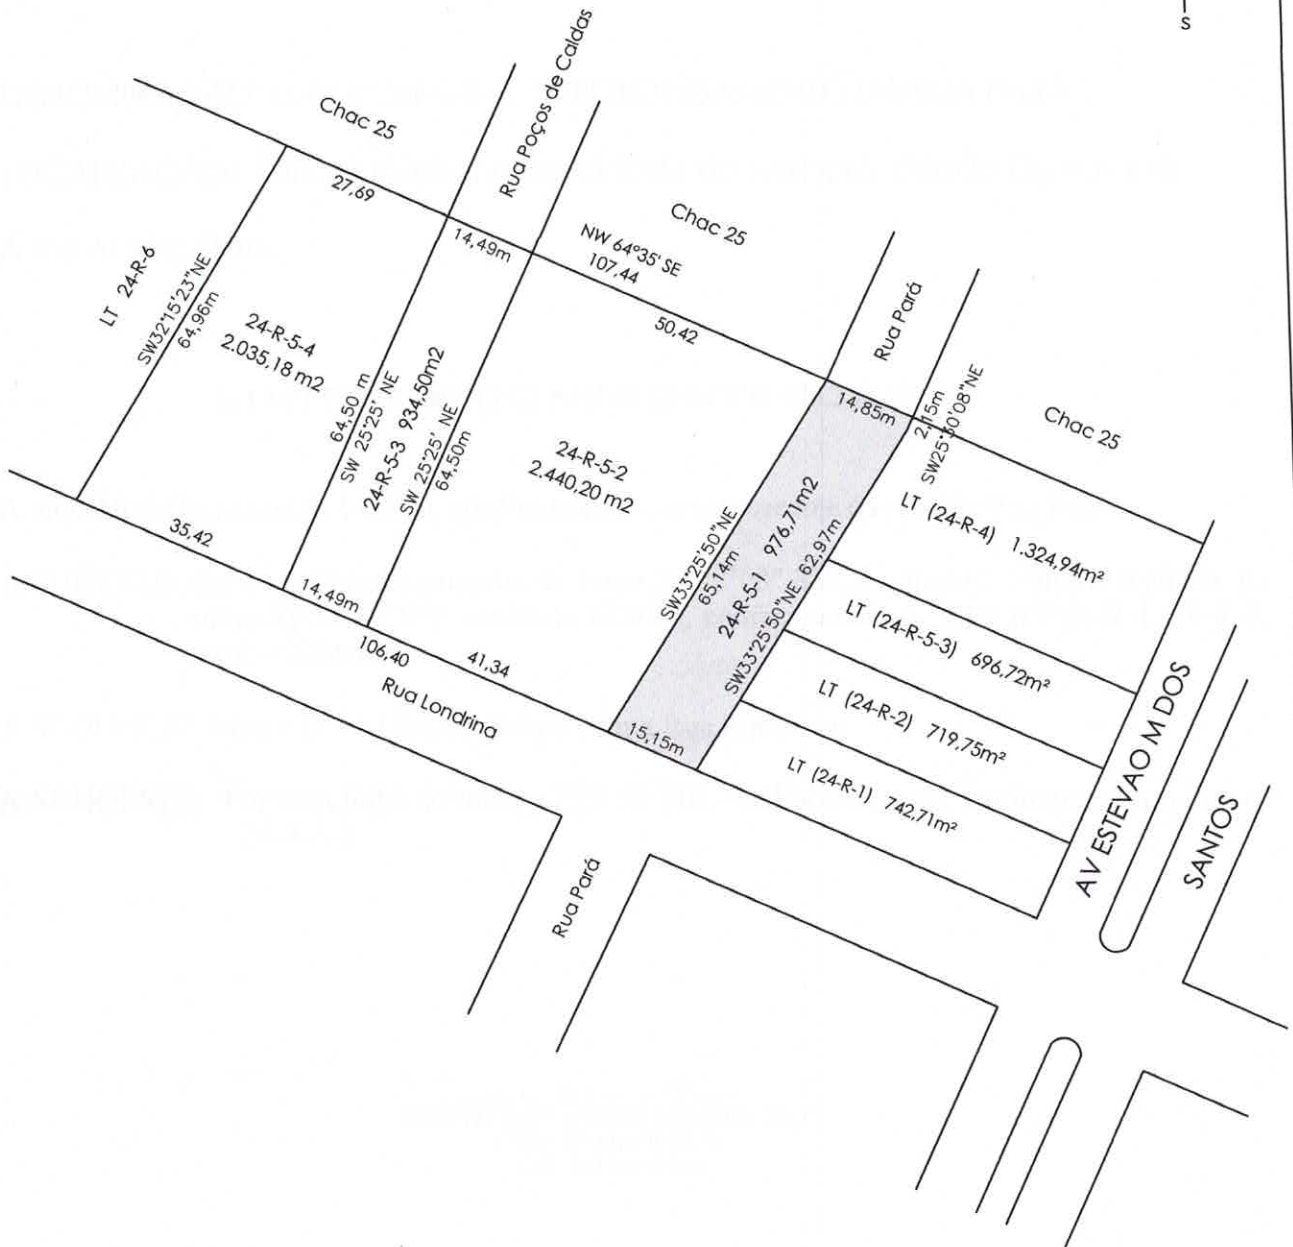 S
Rua Poços de Caldas
Chac 25
27,69
14,49m
Chac 25
NW 64°35' SE
107,44
50,42
Rua Pará
LT 24-R-6
SW32°15'23"NE
64,96m
24-R-5-4
2.035,18 m2
64,50 m
SW 25°25' NE
24-R-5-3 934,50m2
SW 25°25' NE
64,50m
24-R-5-2
2.440,20 m2
14,85m
2,15m
SW25°50'08"NE
Chac 25
SW33°25'50"NE
65,14m
24-R-5-1 976,71m2
SW33°25'50"NE 62,97m
LT (24-R-4) 1.324,94m²
LT (24-R-5-3) 696,72m²
LT (24-R-2) 719,75m²
LT (24-R-1) 742,71m²
35,42
14,49m
106,40
41,34
Rua Londrina
15,15m
AV ESTEVAO M DOS
SANTOS
Rua Pará